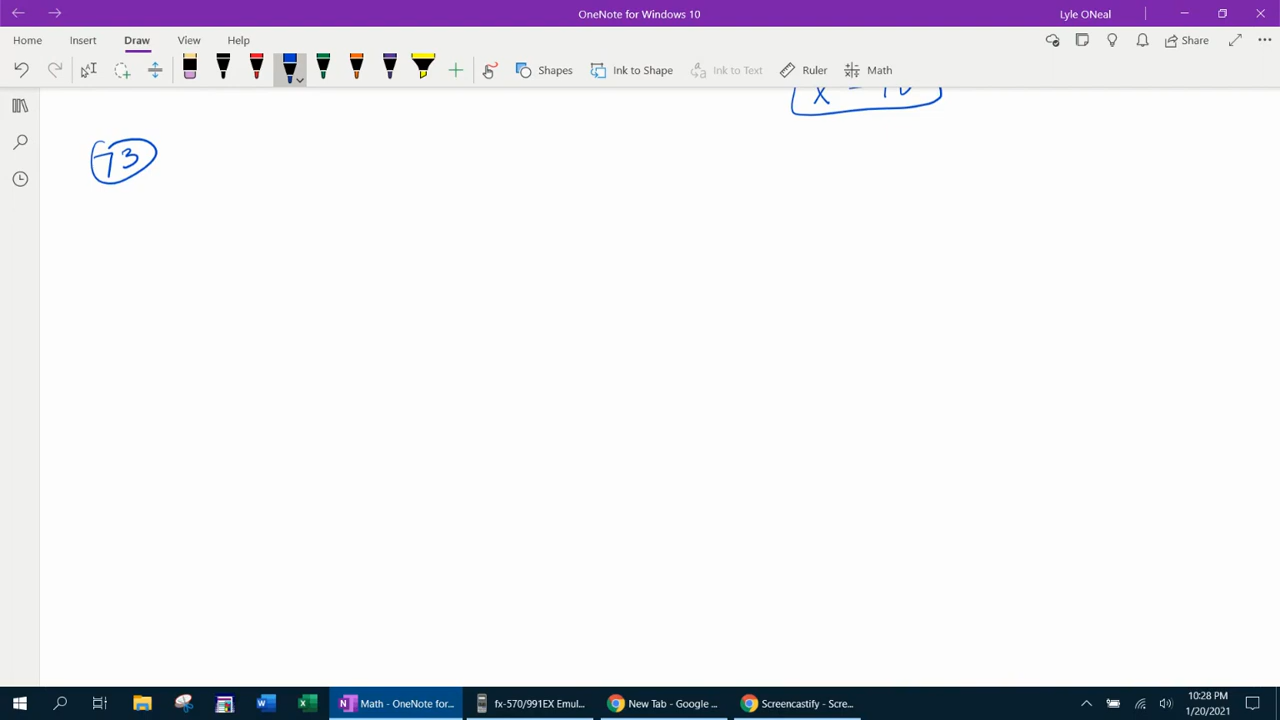 OneNote for Windows 10
Lyle ONeal
Home Insert Draw View Help
Share
Shapes Ink to Shape Ink to Text Ruler Math
73
Math - OneNote for...
fx-570/991EX Emul...
New Tab - Google ...
Screencastify - Scre...
10:28 PM
1/20/2021